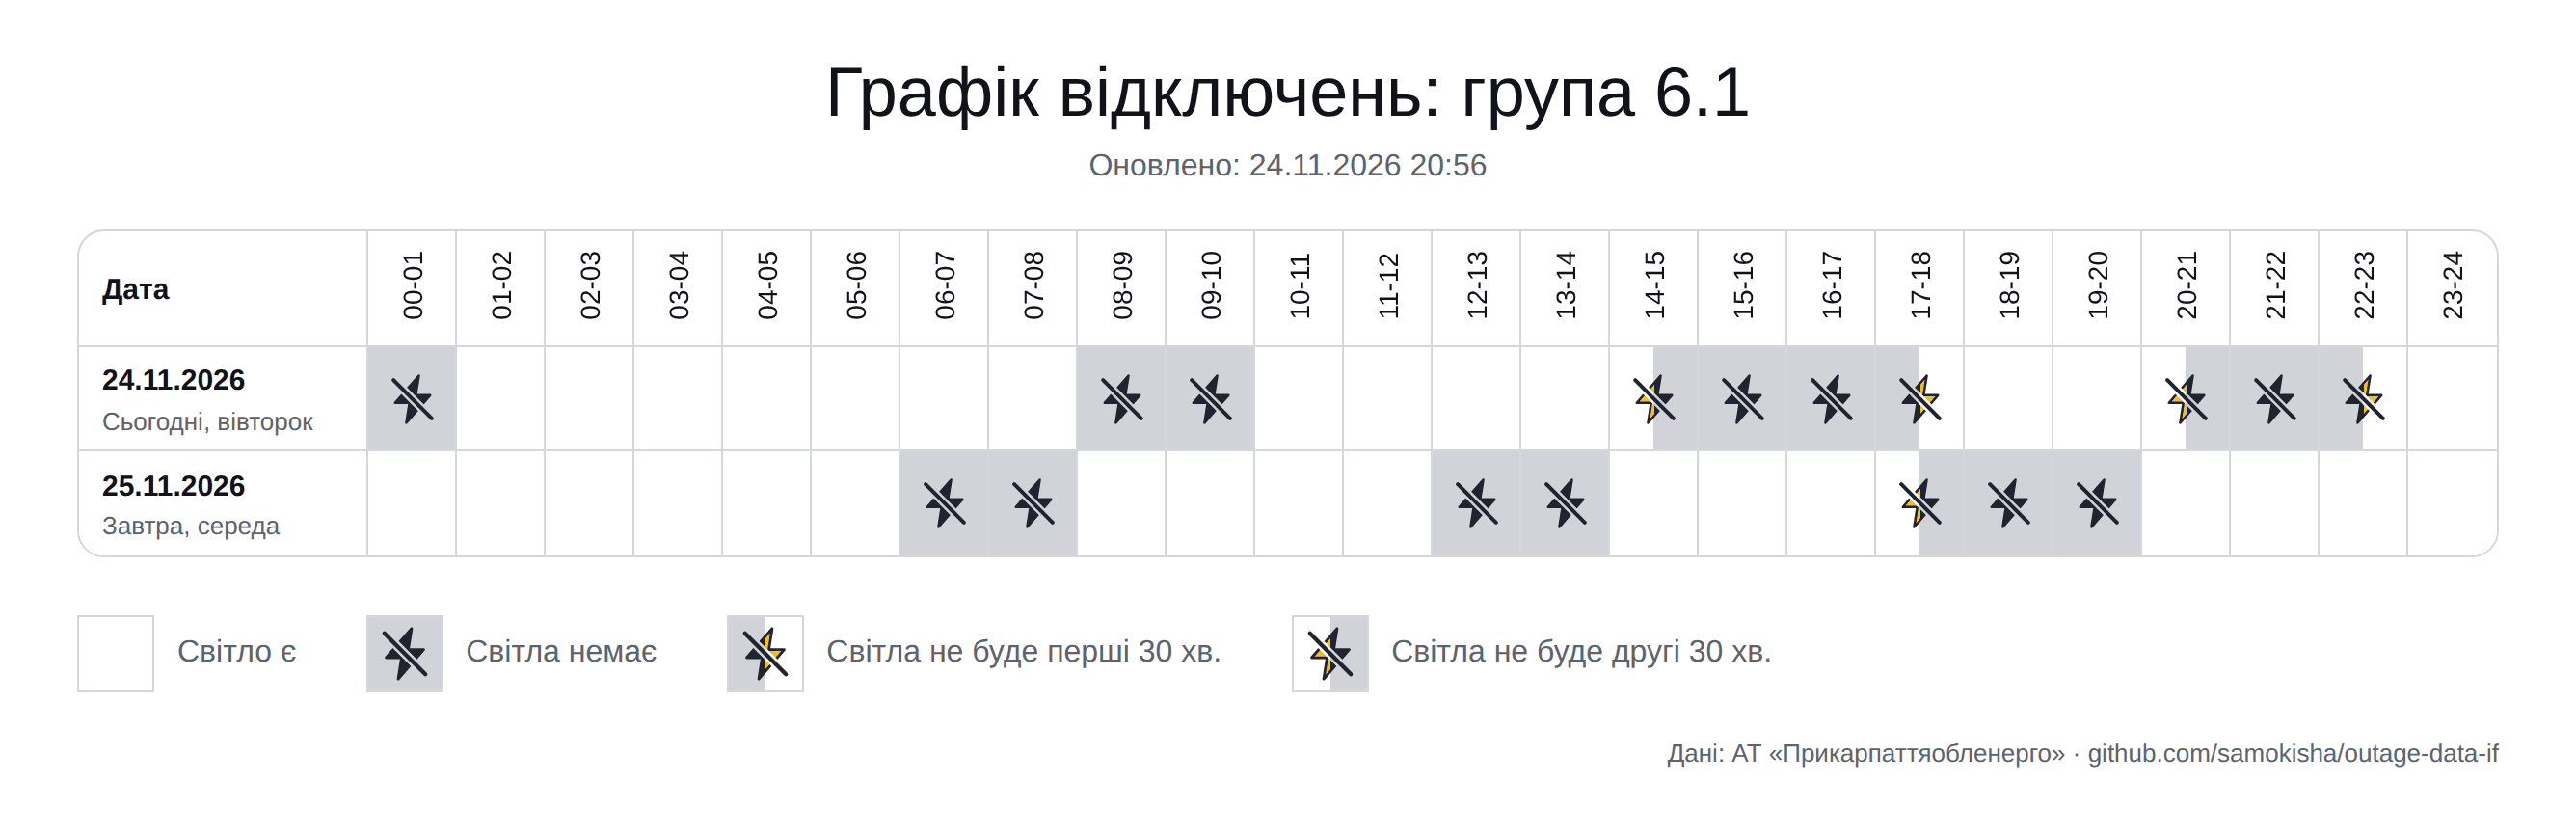 Графік відключень: група 6.1
Оновлено: 24.11.2026 20:56
Дата 00-01 01-02 02-03 03-04 04-05 05-06 06-07 07-08 08-09 09-10 10-11 11-12 12-13 13-14 14-15 15-16 16-17 17-18 18-19 19-20 20-21 21-22 22-23 23-24
24.11.2026
Сьогодні, вівторок
25.11.2026
Завтра, середа
Світло є Світла немає Світла не буде перші 30 хв. Світла не буде другі 30 хв.
Дані: АТ «Прикарпаттяобленерго» · github.com/samokisha/outage-data-if